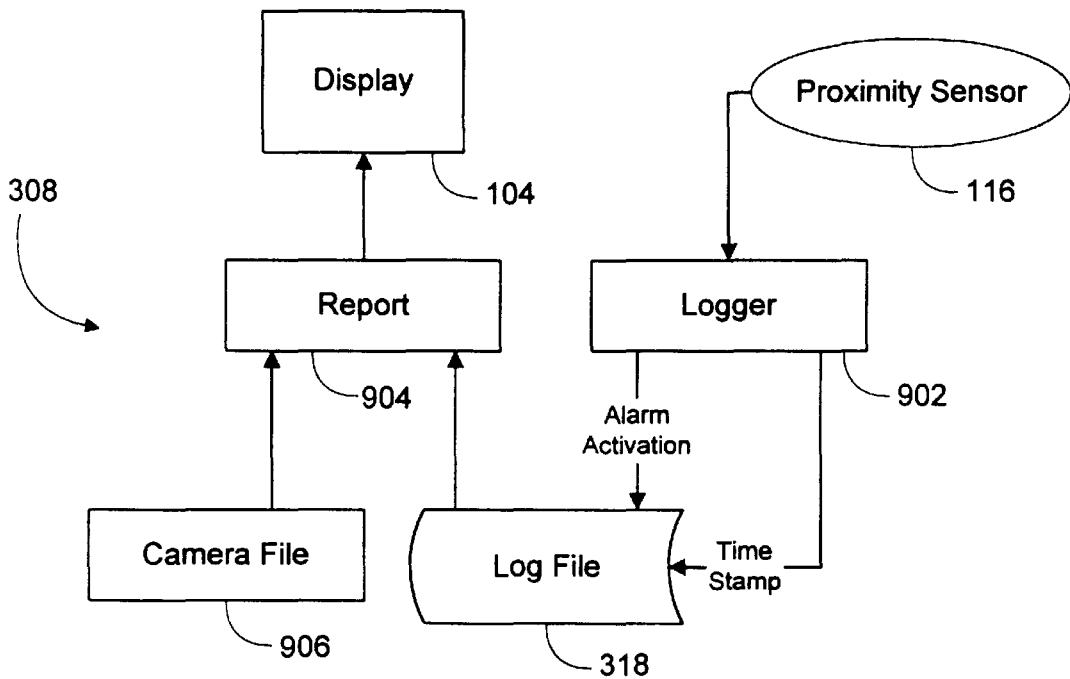 Display
Proximity Sensor
104
116
308
Report
Logger
904
902
Alarm
Activation
Camera File
Log File
Time
Stamp
906
318